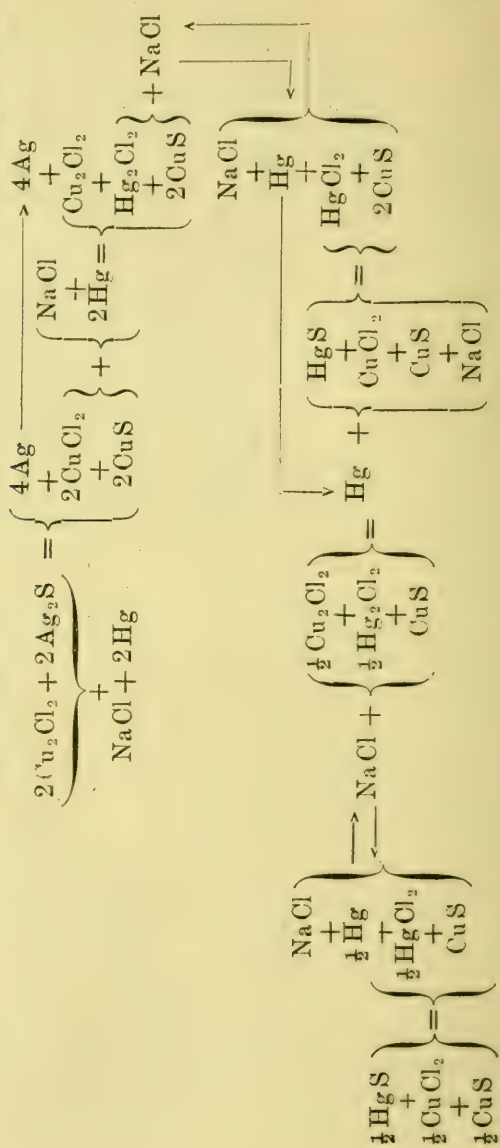 2Cu₂Cl₂ + 2Ag₂S
+
NaCl + 2Hg
=
4Ag
+
2CuCl₂
+
2CuS
+
NaCl
+
2Hg
=
4Ag
+
Cu₂Cl₂
+
Hg₂Cl₂
+
2CuS
+ NaCl
½HgS
+
½CuCl₂
+
½CuS
=
NaCl
+
½Hg
+
½HgCl₂
+
CuS
NaCl +
½Cu₂Cl₂
+
½Hg₂Cl₂
+
CuS
=
Hg
+
HgS
+
CuCl₂
+
CuS
+
NaCl
=
NaCl
+
Hg
+
HgCl₂
+
2CuS